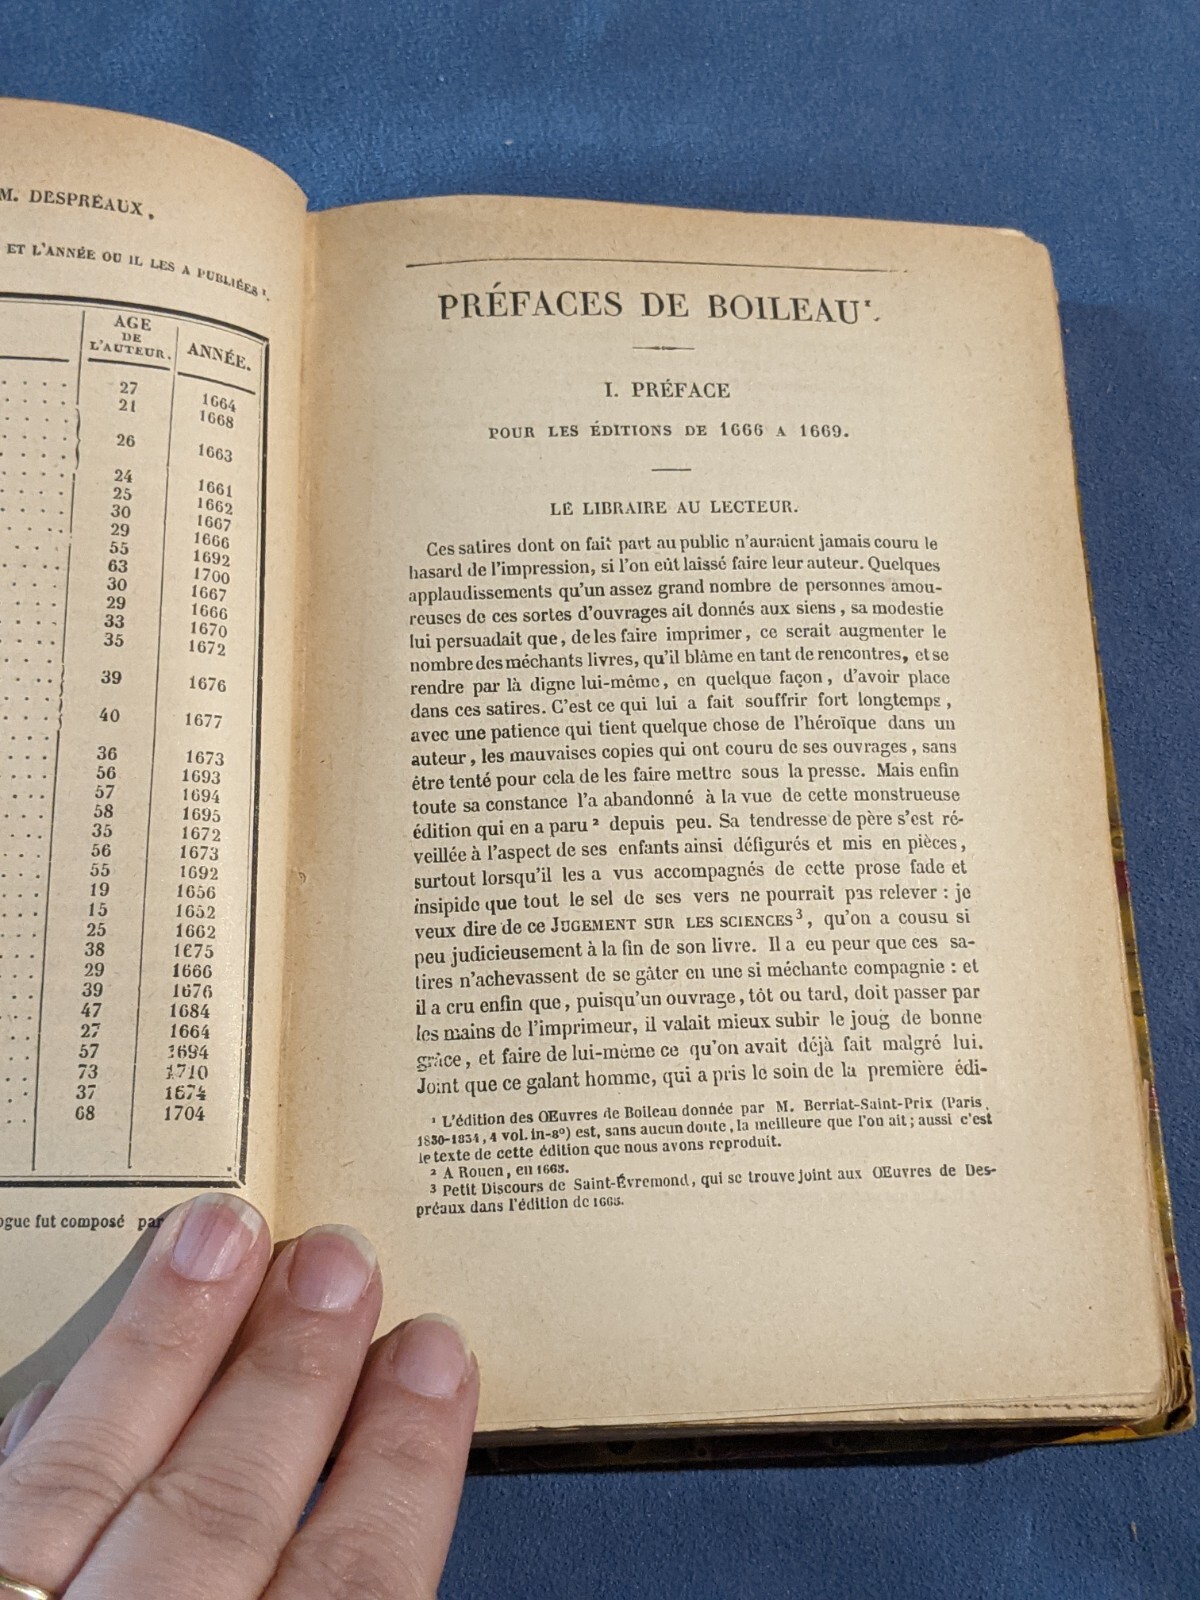 M. DESPRÉAUX,
ET L'ANNÉE OU IL LES A PUBLIÉES ¹.
AGE
DE
L'AUTEUR.
ANNÉE.
27 1664
21 1668
26 1663
24 1661
25 1662
30 1667
29 1666
55 1692
63 1700
30 1667
29 1666
33 1670
35 1672
39 1676
40 1677
36 1673
56 1693
57 1694
58 1695
35 1672
56 1673
55 1692
19 1656
15 1652
25 1662
38 1675
29 1666
39 1676
47 1684
27 1664
57 1694
73 1710
37 1674
68 1704
ogue fut composé par
PRÉFACES DE BOILEAU¹.
I. PRÉFACE
POUR LES ÉDITIONS DE 1666 A 1669.
LE LIBRAIRE AU LECTEUR.
Ces satires dont on fait part au public n'auraient jamais couru le
hasard de l'impression, si l'on eût laissé faire leur auteur. Quelques
applaudissements qu'un assez grand nombre de personnes amou-
reuses de ces sortes d'ouvrages ait donnés aux siens, sa modestie
lui persuadait que, de les faire imprimer, ce serait augmenter le
nombre des méchants livres, qu'il blâme en tant de rencontres, et se
rendre par là digne lui-même, en quelque façon, d'avoir place
dans ces satires. C'est ce qui lui a fait souffrir fort longtemps,
avec une patience qui tient quelque chose de l'héroïque dans un
auteur, les mauvaises copies qui ont couru de ses ouvrages, sans
être tenté pour cela de les faire mettre sous la presse. Mais enfin
toute sa constance l'a abandonné à la vue de cette monstrueuse
édition qui en a paru ² depuis peu. Sa tendresse de père s'est ré-
veillée à l'aspect de ses enfants ainsi défigurés et mis en pièces,
surtout lorsqu'il les a vus accompagnés de cette prose fade et
insipide que tout le sel de ses vers ne pourrait pas relever : je
veux dire de ce JUGEMENT SUR LES SCIENCES ³, qu'on a cousu si
peu judicieusement à la fin de son livre. Il a eu peur que ces sa-
tires n'achevassent de se gâter en une si méchante compagnie : et
il a cru enfin que, puisqu'un ouvrage, tôt ou tard, doit passer par
les mains de l'imprimeur, il valait mieux subir le joug de bonne
grâce, et faire de lui-même ce qu'on avait déjà fait malgré lui.
Joint que ce galant homme, qui a pris le soin de la première édi-
¹ L'édition des Œuvres de Boileau donnée par M. Berriat-Saint-Prix (Paris,
1830-1834, 4 vol. in-8°) est, sans aucun doute, la meilleure que l'on ait; aussi c'est
le texte de cette édition que nous avons reproduit.
² A Rouen, en 1665.
³ Petit Discours de Saint-Évremond, qui se trouve joint aux Œuvres de Des-
préaux dans l'édition de 1665.